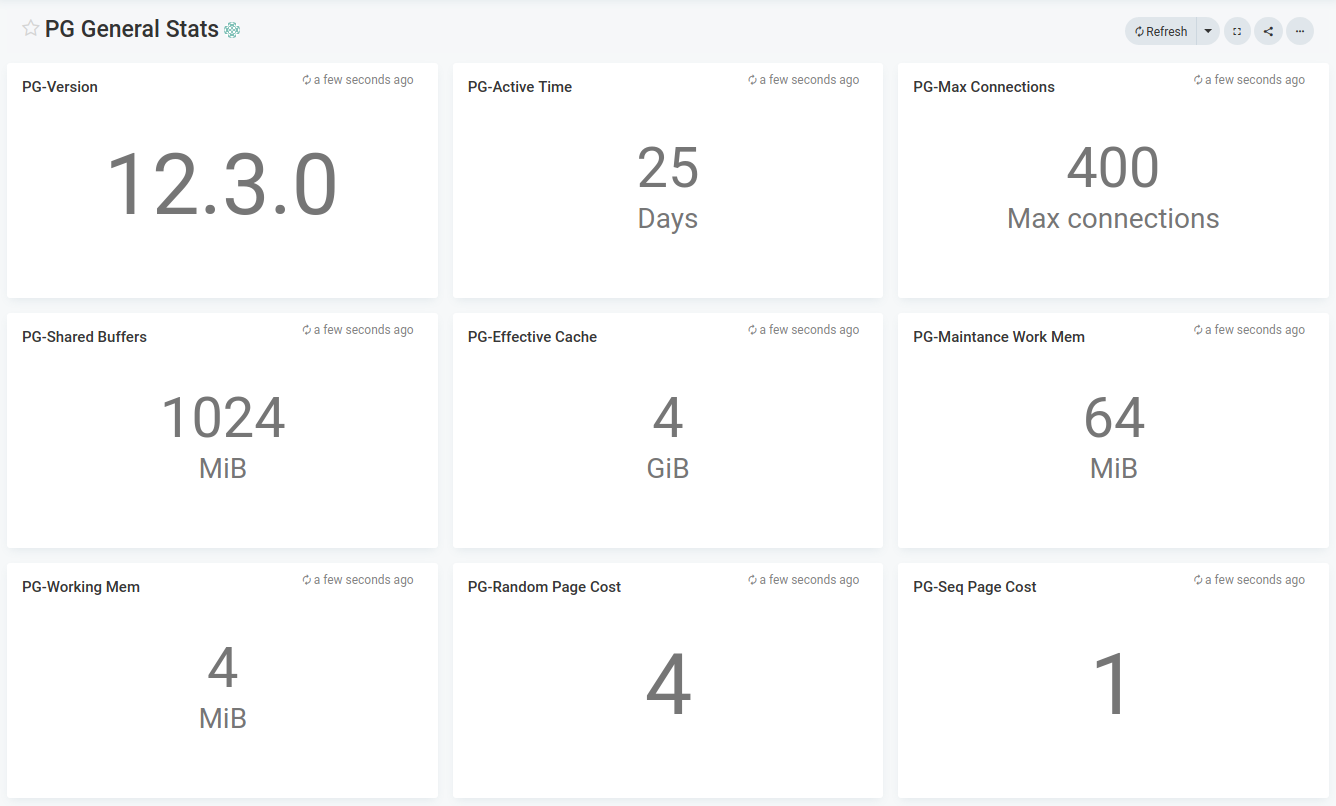 PG General Stats
Refresh
PG-Version
a few seconds ago
12.3.0
PG-Active Time
a few seconds ago
25
Days
PG-Max Connections
a few seconds ago
400
Max connections
PG-Shared Buffers
a few seconds ago
1024
MiB
PG-Effective Cache
a few seconds ago
4
GiB
PG-Maintance Work Mem
a few seconds ago
64
MiB
PG-Working Mem
a few seconds ago
4
MiB
PG-Random Page Cost
a few seconds ago
4
PG-Seq Page Cost
a few seconds ago
1